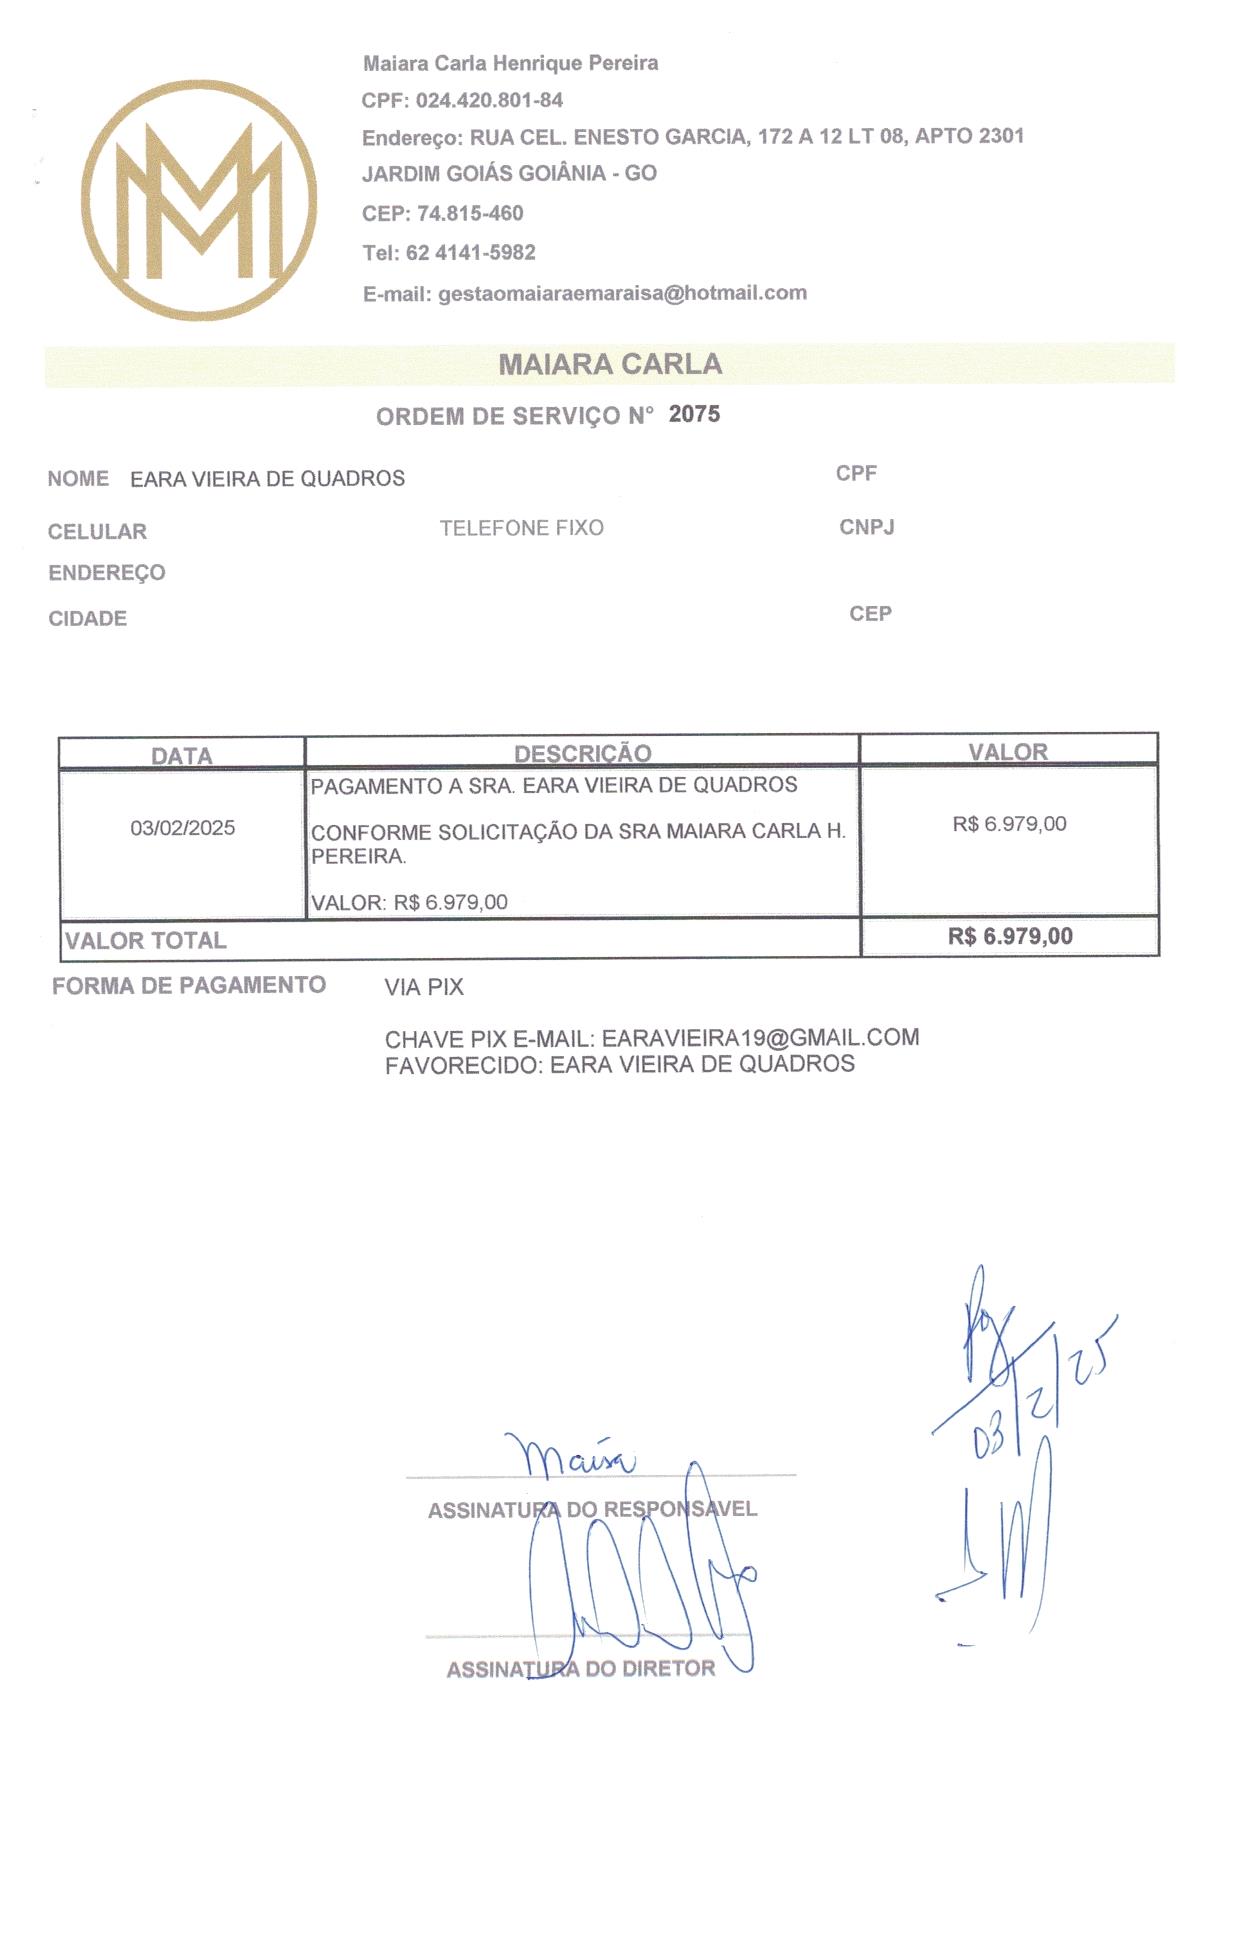 MM
Maiara Carla Henrique Pereira
CPF: 024.420.801-84
Endereço: RUA CEL. ENESTO GARCIA, 172 A 12 LT 08, APTO 2301
JARDIM GOIÁS GOIÂNIA - GO
CEP: 74.815-460
Tel: 62 4141-5982
E-mail: gestaomaiaraemaraisa@hotmail.com
MAIARA CARLA
ORDEM DE SERVIÇO N° 2075
NOME EARA VIEIRA DE QUADROS CPF
CELULAR TELEFONE FIXO CNPJ
ENDEREÇO
CIDADE CEP
DATA DESCRIÇÃO VALOR
PAGAMENTO A SRA. EARA VIEIRA DE QUADROS
03/02/2025 CONFORME SOLICITAÇÃO DA SRA MAIARA CARLA H. R$ 6.979,00
PEREIRA.
VALOR: R$ 6.979,00
VALOR TOTAL R$ 6.979,00
FORMA DE PAGAMENTO VIA PIX
CHAVE PIX E-MAIL: EARAVIEIRA19@GMAIL.COM
FAVORECIDO: EARA VIEIRA DE QUADROS
03/2/25
Maísa
ASSINATURA DO RESPONSAVEL
ASSINATURA DO DIRETOR